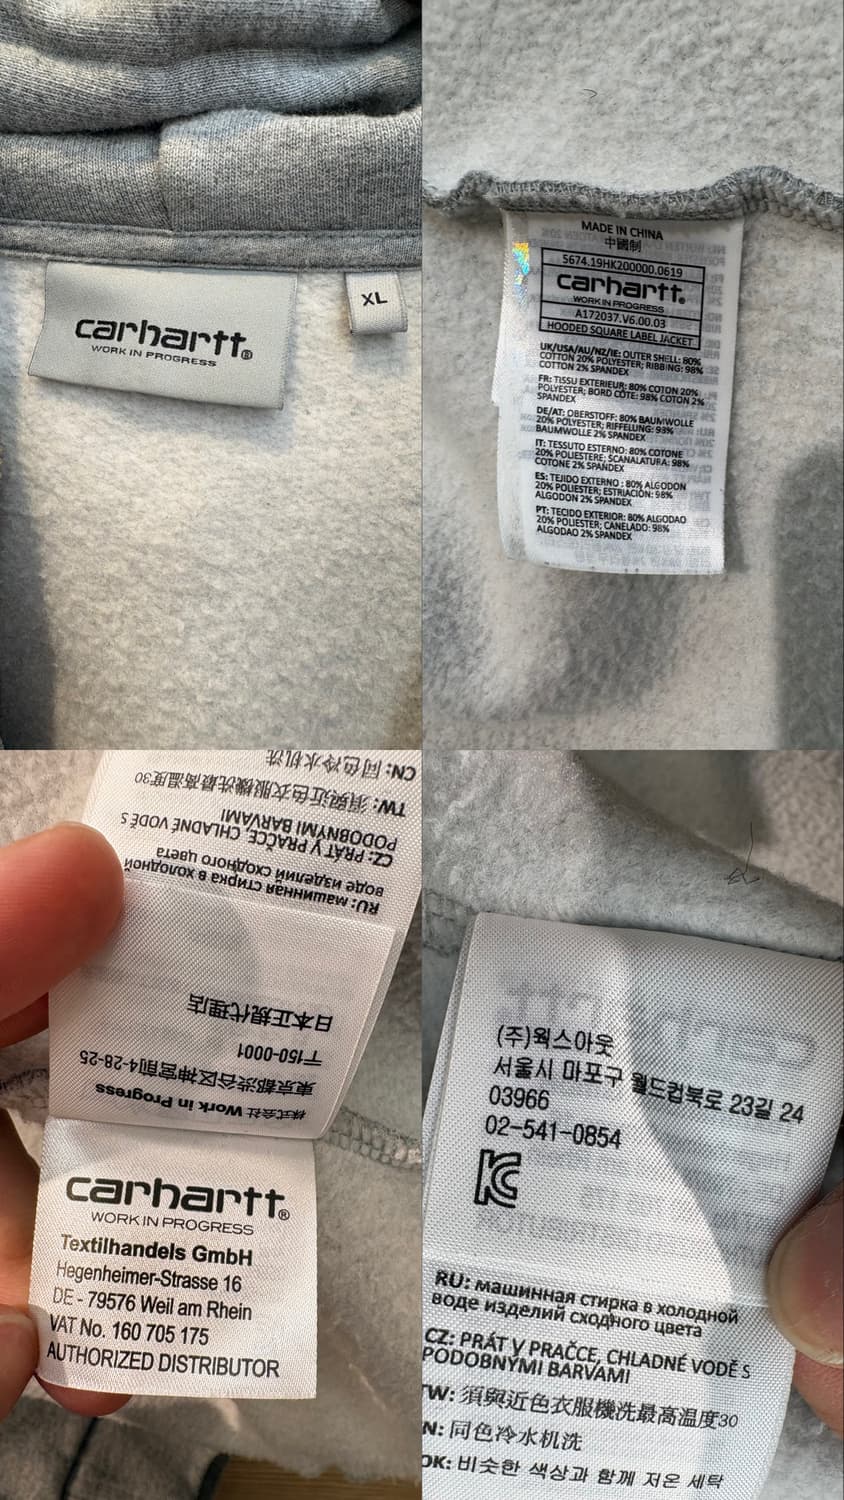 carhartt®
WORK IN PROGRESS
XL
MADE IN CHINA
中國制
5674.19HK200000.0619
carhartt®
WORK IN PROGRESS
A172037.V6.00.03
HOODED SQUARE LABEL JACKET
UK/USA/AU/NZ/IE: OUTER SHELL: 80%
COTTON 20% POLYESTER; RIBBING: 98%
COTTON 2% SPANDEX
FR: TISSU EXTERIEUR: 80% COTON 20%
POLYESTER; BORD CÔTE: 98% COTON 2%
SPANDEX
DE/AT: OBERSTOFF: 80% BAUMWOLLE
20% POLYESTER; RIFFELUNG: 98%
BAUMWOLLE 2% SPANDEX
IT: TESSUTO ESTERNO: 80% COTONE
20% POLIESTERE; SCANALATURA: 98%
COTONE 2% SPANDEX
ES: TEJIDO EXTERNO : 80% ALGODON
20% POLIESTER; ESTRIACIÓN: 98%
ALGODON 2% SPANDEX
PT: TECIDO EXTERIOR: 80% ALGODAO
20% POLIESTER; CANELADO: 98%
ALGODAO 2% SPANDEX
CN: 同色冷水机洗
TW: 須與近色衣服機洗最高溫度30
CZ: PRÁT V PRAČCE, CHLADNÉ VODĚ S
PODOBNÝMI BARVAMI
RU: машинная стирка в холодной
воде изделий сходного цвета
日本正規代理店
〒150-0001
東京都渋谷区神宮前4-28-25
株式会社 Work in Progress
carhartt®
WORK IN PROGRESS
Textilhandels GmbH
Hegenheimer-Strasse 16
DE - 79576 Weil am Rhein
VAT No. 160 705 175
AUTHORIZED DISTRIBUTOR
(주)웍스아웃
서울시 마포구 월드컵북로 23길 24
03966
02-541-0854
RU: машинная стирка в холодной
воде изделий сходного цвета
CZ: PRÁT V PRAČCE, CHLADNÉ VODĚ S
PODOBNÝMI BARVAMI
TW: 須與近色衣服機洗最高溫度30
N: 同色冷水机洗
OK: 비슷한 색상과 함께 저온 세탁